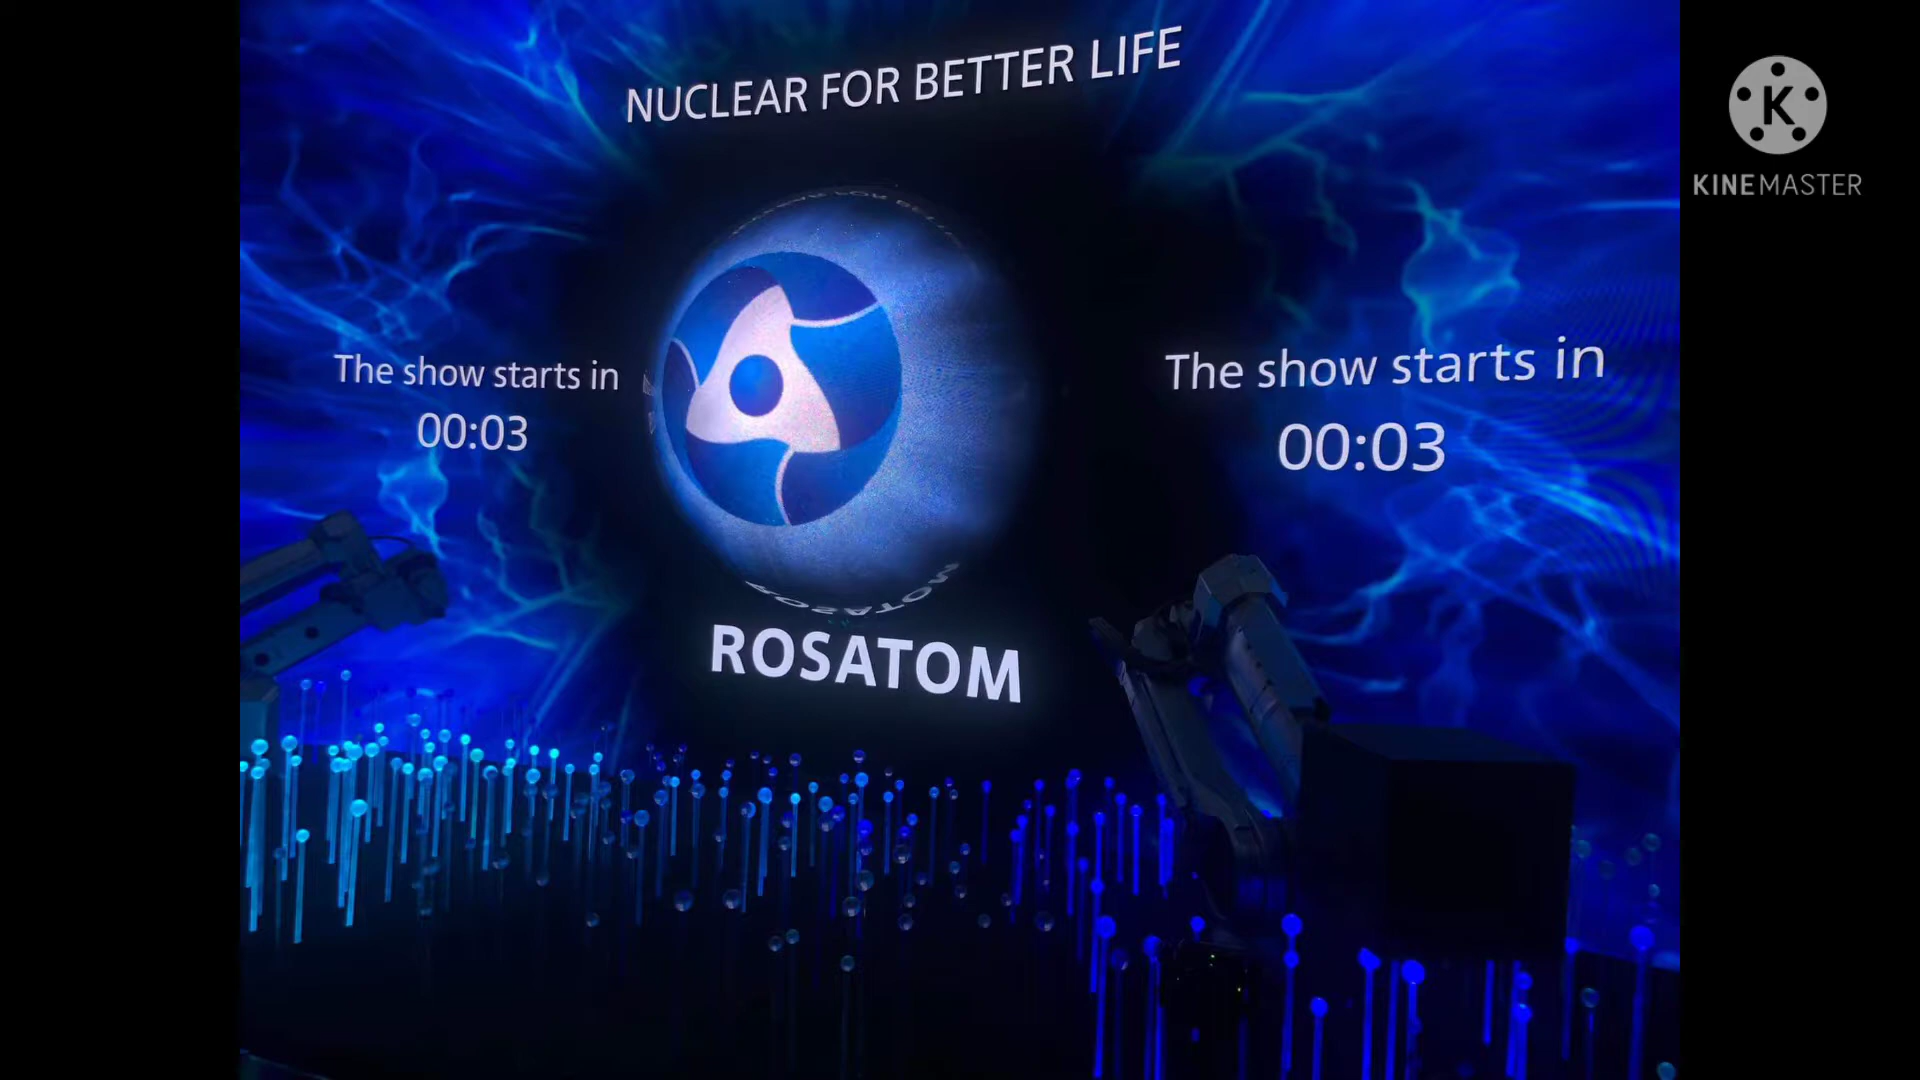 NUCLEAR FOR BETTER LIFE
The show starts in
00:03
The show starts in
00:03
ROSATOM
K
KINEMASTER